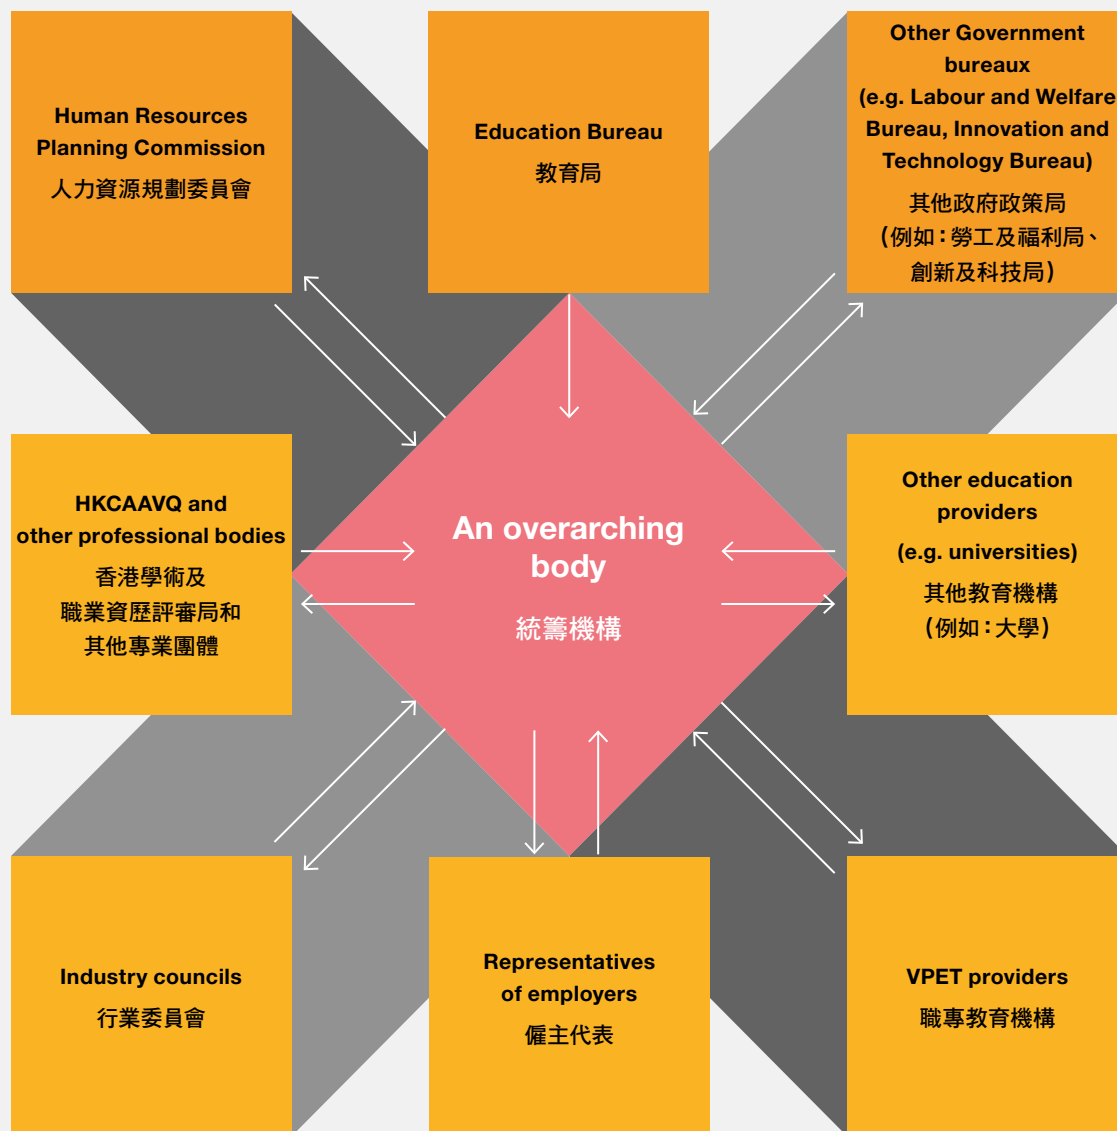 Human Resources
Planning Commission
人力資源規劃委員會
Education Bureau
教育局
Other Government
bureaux
(e.g. Labour and Welfare
Bureau, Innovation and
Technology Bureau)
其他政府政策局
(例如：勞工及福利局、
創新及科技局)
HKCAAVQ and
other professional bodies
香港學術及
職業資歷評審局和
其他專業團體
An overarching
body
統籌機構
Other education
providers
(e.g. universities)
其他教育機構
(例如：大學)
Industry councils
行業委員會
Representatives
of employers
僱主代表
VPET providers
職專教育機構